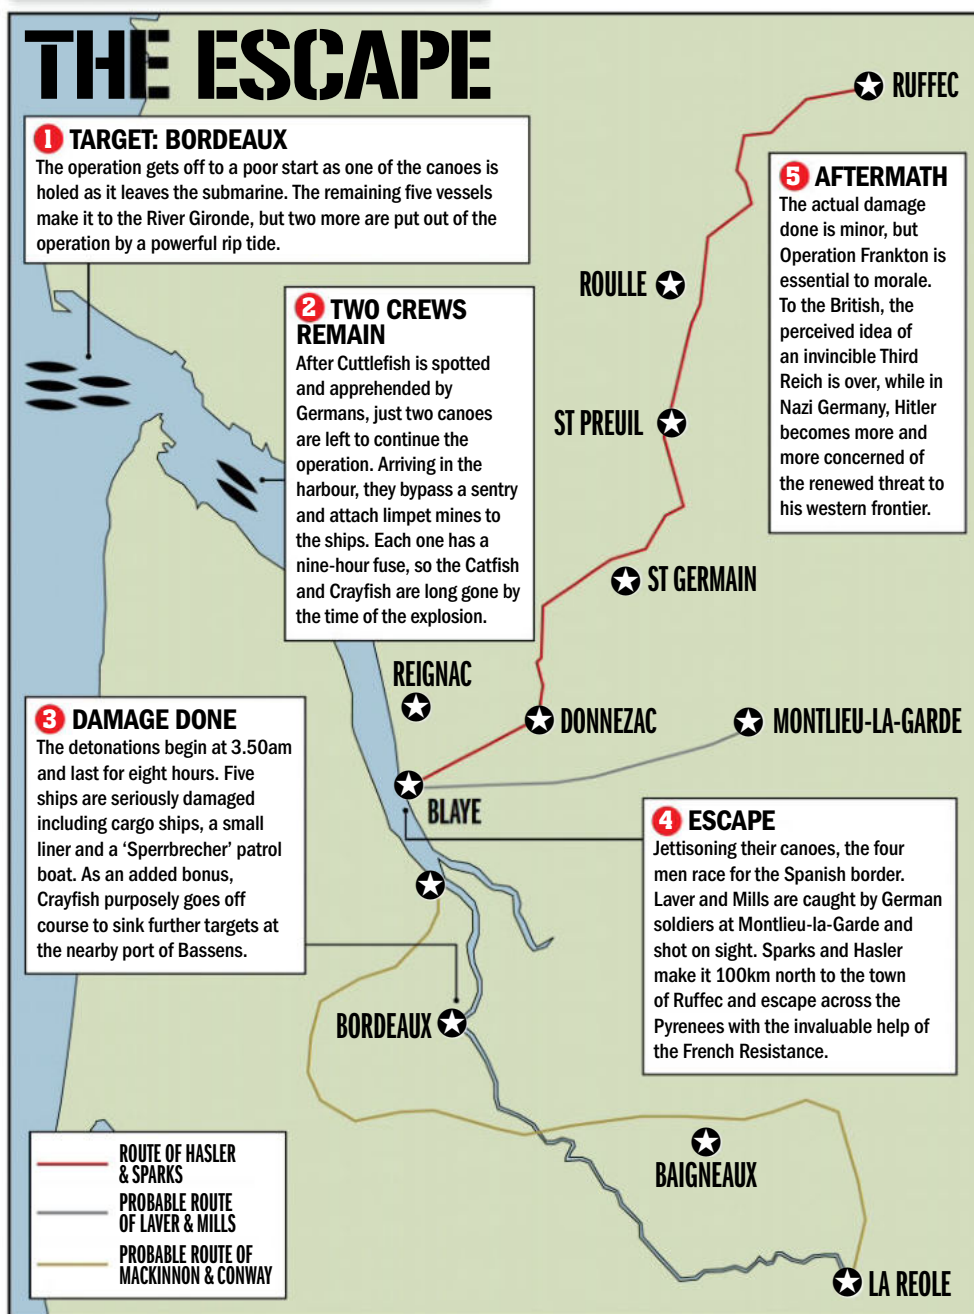 THE ESCAPE
1 TARGET: BORDEAUX
The operation gets off to a poor start as one of the canoes is
holed as it leaves the submarine. The remaining five vessels
make it to the River Gironde, but two more are put out of the
operation by a powerful rip tide.
2 TWO CREWS
REMAIN
After Cuttlefish is spotted
and apprehended by
Germans, just two canoes
are left to continue the
operation. Arriving in the
harbour, they bypass a sentry
and attach limpet mines to
the ships. Each one has a
nine-hour fuse, so the Catfish
and Crayfish are long gone by
the time of the explosion.
3 DAMAGE DONE
The detonations begin at 3.50am
and last for eight hours. Five
ships are seriously damaged
including cargo ships, a small
liner and a ‘Sperrbrecher’ patrol
boat. As an added bonus,
Crayfish purposely goes off
course to sink further targets at
the nearby port of Bassens.
4 ESCAPE
Jettisoning their canoes, the four
men race for the Spanish border.
Laver and Mills are caught by German
soldiers at Montlieu-la-Garde and
shot on sight. Sparks and Hasler
make it 100km north to the town
of Ruffec and escape across the
Pyrenees with the invaluable help of
the French Resistance.
5 AFTERMATH
The actual damage
done is minor, but
Operation Frankton is
essential to morale.
To the British, the
perceived idea of
an invincible Third
Reich is over, while in
Nazi Germany, Hitler
becomes more and
more concerned of
the renewed threat to
his western frontier.
RUFFEC
ROULLE
ST PREUIL
ST GERMAIN
REIGNAC
DONNEZAC
MONTLIEU-LA-GARDE
BLAYE
BORDEAUX
BAIGNEAUX
LA REOLE
ROUTE OF HASLER
& SPARKS
PROBABLE ROUTE
OF LAVER & MILLS
PROBABLE ROUTE OF
MACKINNON & CONWAY